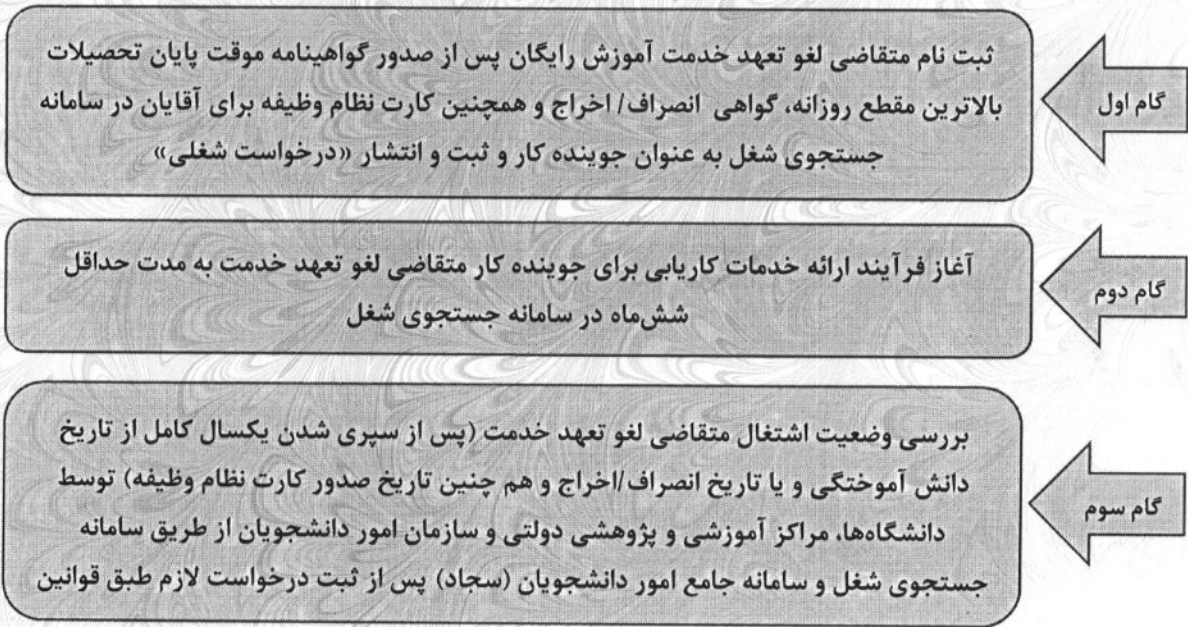 گام اول
ثبت نام متقاضی لغو تعهد خدمت آموزش رایگان پس از صدور گواهینامه موقت پایان تحصیلات
بالاترین مقطع روزانه، گواهی انصراف/ اخراج و همچنین کارت نظام وظیفه برای آقایان در سامانه
جستجوی شغل به عنوان جوینده کار و ثبت و انتشار «درخواست شغلی»
گام دوم
آغاز فرآیند ارائه خدمات کاریابی برای جوینده کار متقاضی لغو تعهد خدمت به مدت حداقل
شش‌ماه در سامانه جستجوی شغل
گام سوم
بررسی وضعیت اشتغال متقاضی لغو تعهد خدمت (پس از سپری شدن یکسال کامل از تاریخ
دانش آموختگی و یا تاریخ انصراف/اخراج و هم چنین تاریخ صدور کارت نظام وظیفه) توسط
دانشگاه‌ها، مراکز آموزشی و پژوهشی دولتی و سازمان امور دانشجویان از طریق سامانه
جستجوی شغل و سامانه جامع امور دانشجویان (سجاد) پس از ثبت درخواست لازم طبق قوانین